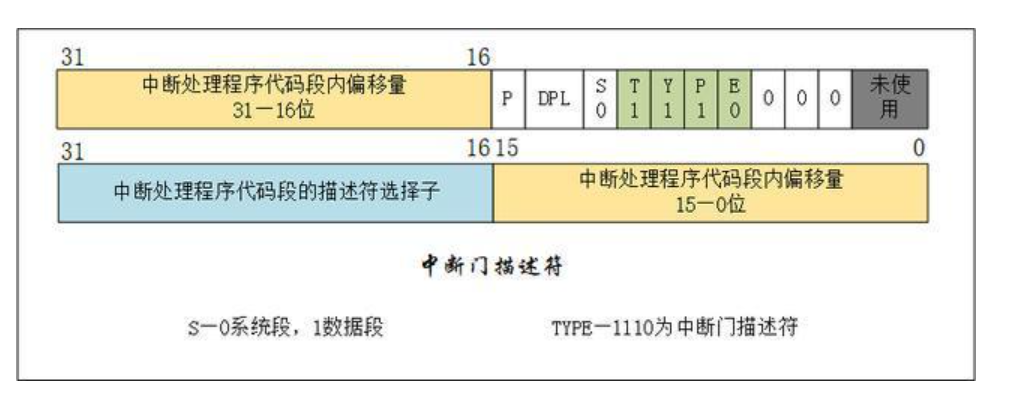 31 16
中断处理程序代码段内偏移量
31—16位
P DPL S T Y P E 0 0 0 未使
0 1 1 1 0 用
31 16 15 0
中断处理程序代码段的描述符选择子
中断处理程序代码段内偏移量
15—0位
中断门描述符
S—0系统段，1数据段 TYPE—1110为中断门描述符